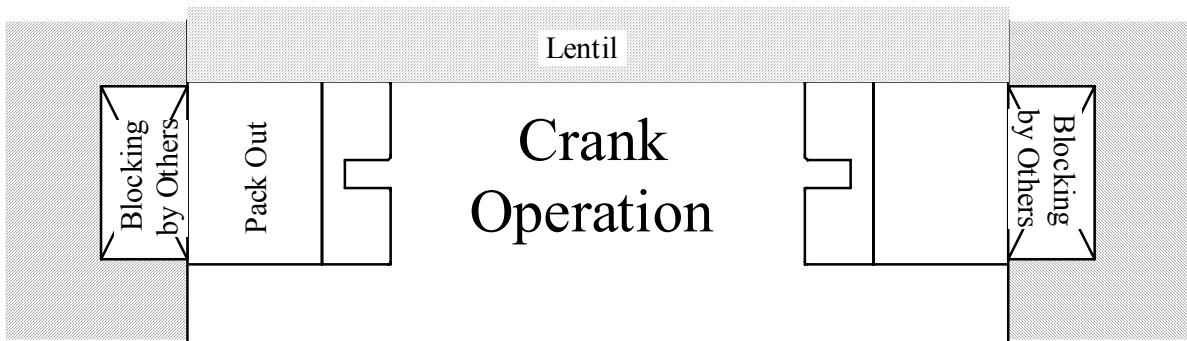 Lentil
Blocking
by Others
Pack Out
Crank
Operation
Blocking
by Others